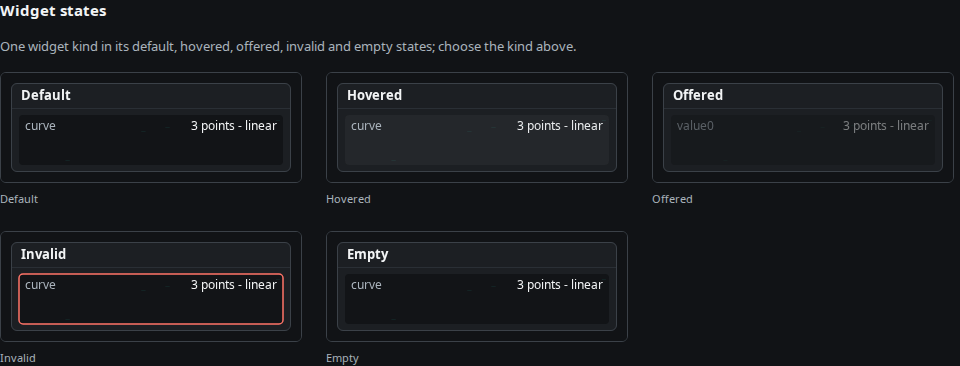 Widget states
One widget kind in its default, hovered, offered, invalid and empty states; choose the kind above.
Default
curve 3 points - linear
Default
Hovered
curve 3 points - linear
Hovered
Offered
value0 3 points - linear
Offered
Invalid
curve 3 points - linear
Invalid
Empty
curve 3 points - linear
Empty